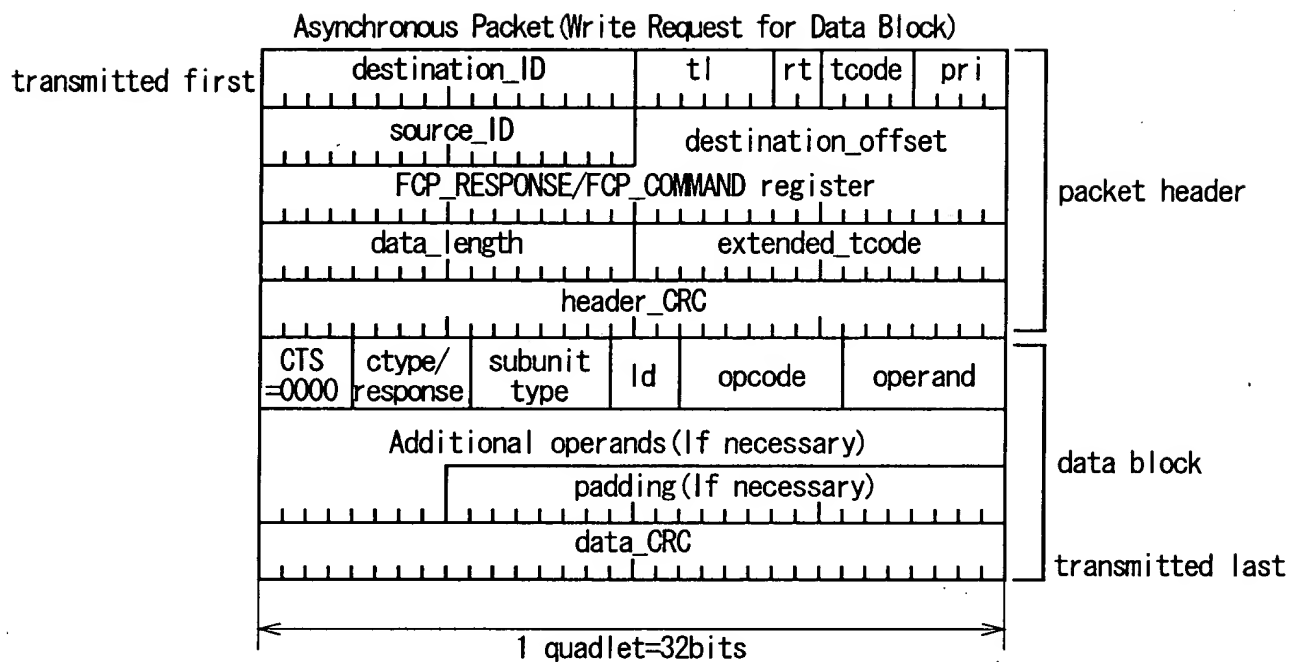 Asynchronous Packet(Write Request for Data Block)
transmitted first
destination_ID tl rt tcode pri
source_ID destination_offset
FCP_RESPONSE/FCP_COMMAND register
packet header
data_length extended_tcode
header_CRC
CTS =0000 ctype/ response subunit type Id opcode operand
Additional operands(If necessary)
data block
padding(If necessary)
data_CRC
transmitted last
1 quadlet=32bits